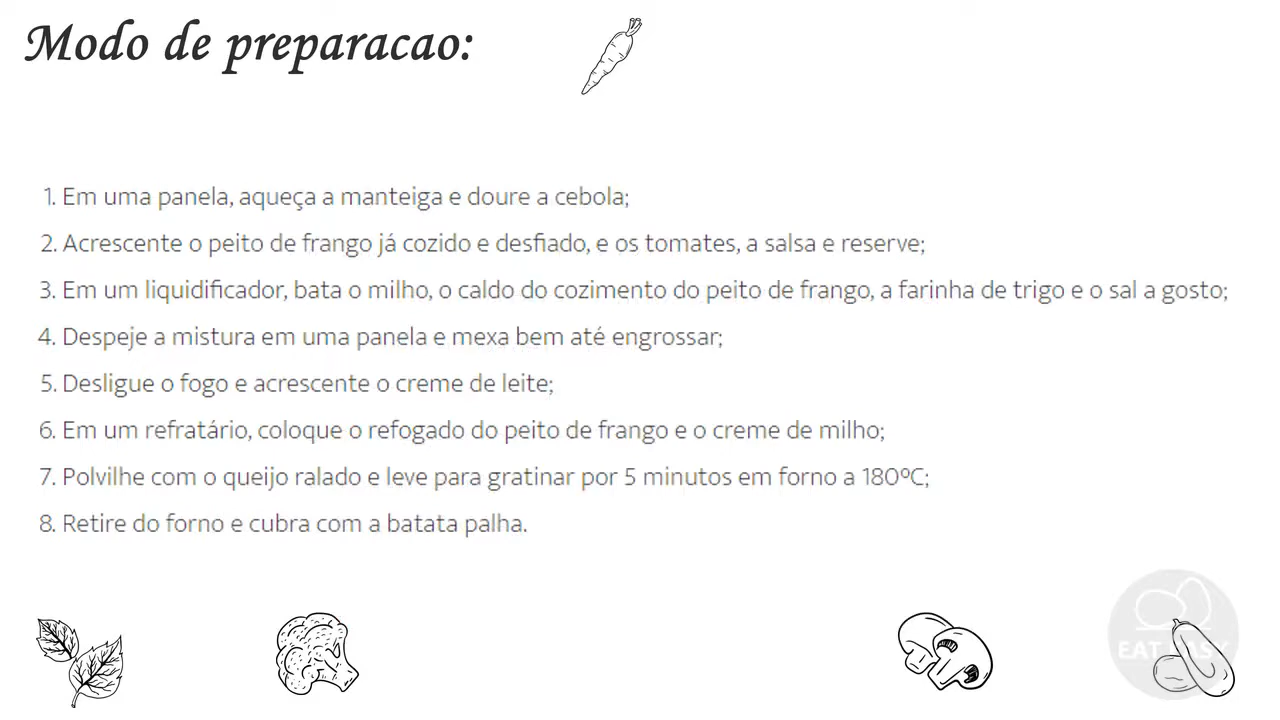 Modo de preparacao:
1. Em uma panela, aqueça a manteiga e doure a cebola;
2. Acrescente o peito de frango já cozido e desfiado, e os tomates, a salsa e reserve;
3. Em um liquidificador, bata o milho, o caldo do cozimento do peito de frango, a farinha de trigo e o sal a gosto;
4. Despeje a mistura em uma panela e mexa bem até engrossar;
5. Desligue o fogo e acrescente o creme de leite;
6. Em um refratário, coloque o refogado do peito de frango e o creme de milho;
7. Polvilhe com o queijo ralado e leve para gratinar por 5 minutos em forno a 180ºC;
8. Retire do forno e cubra com a batata palha.
EAT EASY